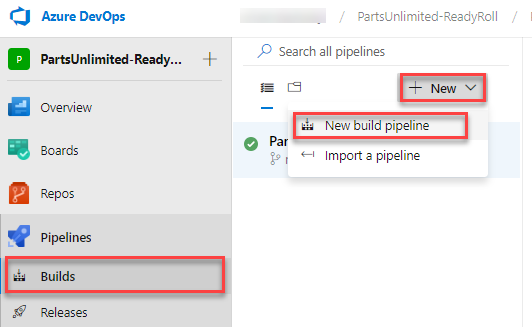 Azure DevOps
/ PartsUnlimited-ReadyRoll /
P PartsUnlimited-Ready... +
Search all pipelines
+ New
Overview
New build pipeline
Boards
Import a pipeline
Repos
Pipelines
Builds
Releases